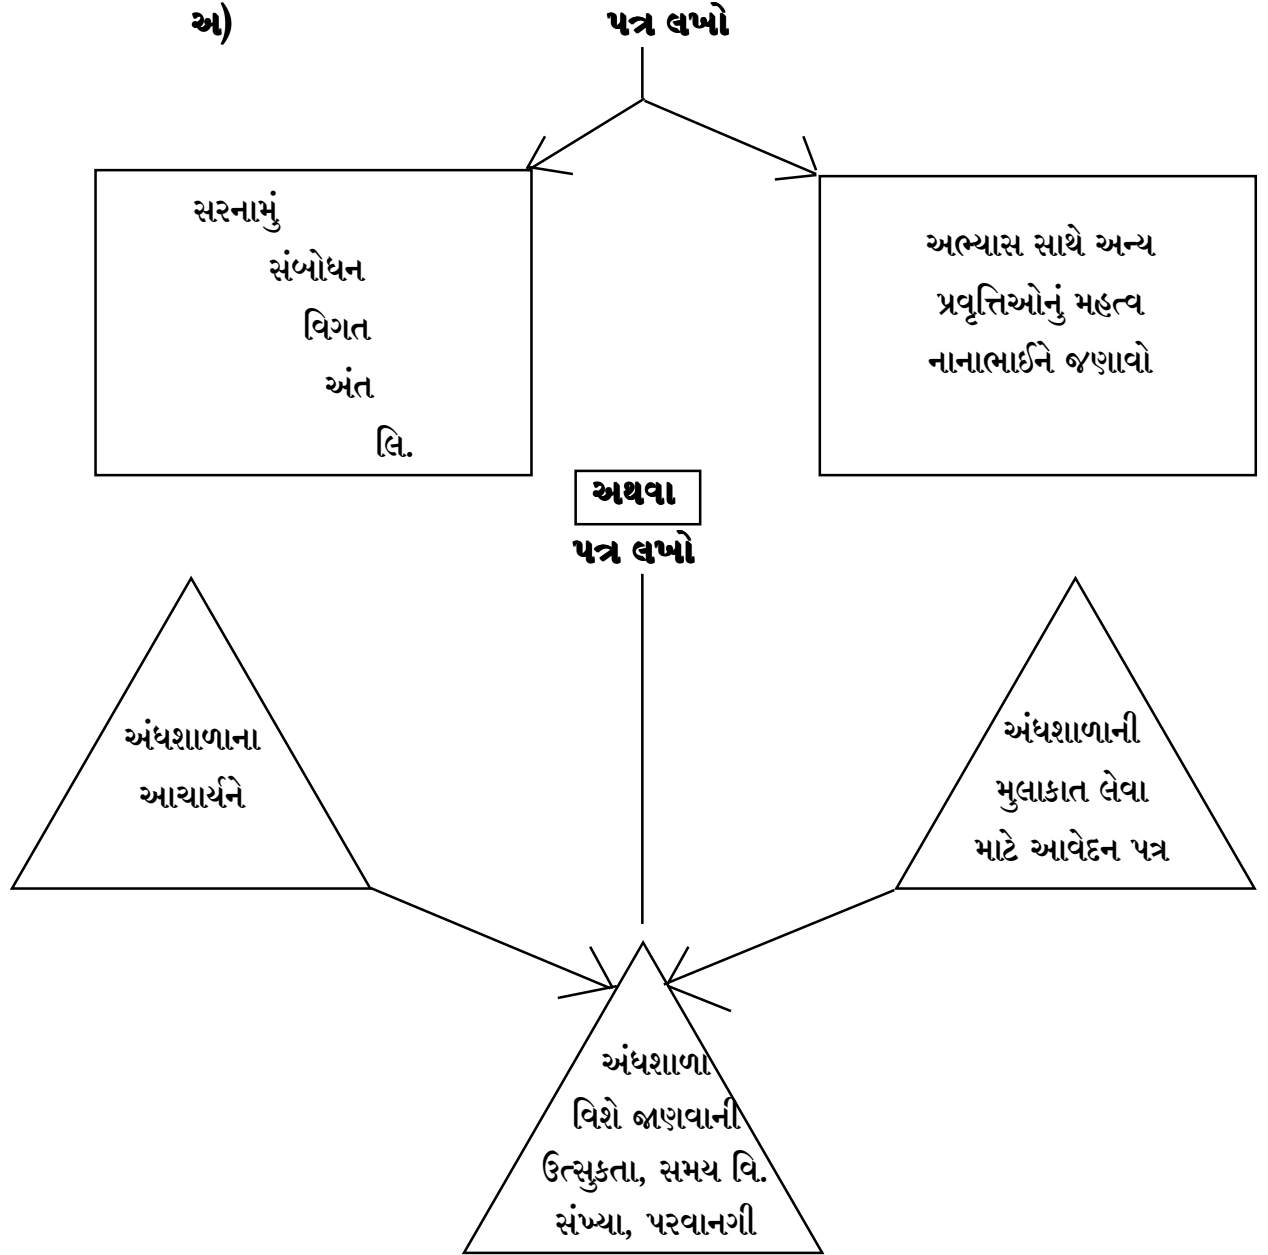 અ)
પત્ર લખો
સરનામું
સંબોધન
વિગત
અંત
લિ.
અભ્યાસ સાથે અન્ય
પ્રવૃત્તિઓનું મહત્વ
નાનાભાઈને જણાવો
અથવા
પત્ર લખો
અંધશાળાના
આચાર્યને
અંધશાળાની
મુલાકાત લેવા
માટે આવેદન પત્ર
અંધશાળા
વિશે જાણવાની
ઉત્સુકતા, સમય વિ.
સંખ્યા, પરવાનગી